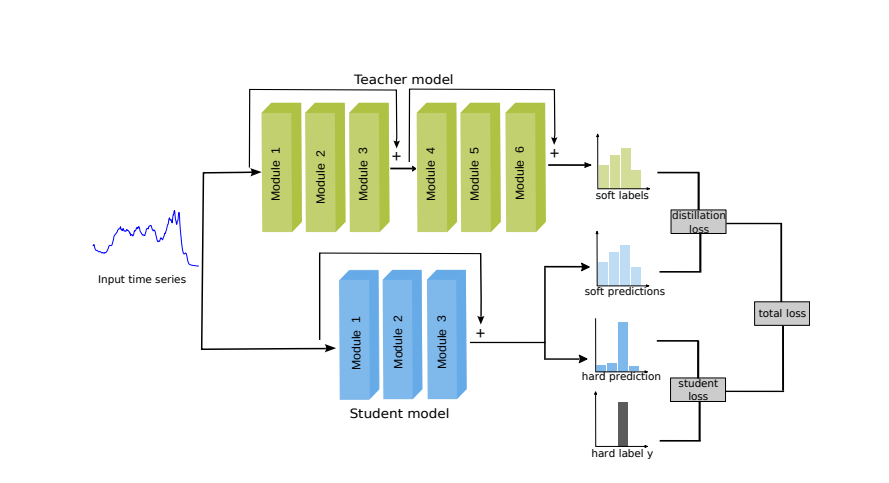 Teacher model
Module 1
Module 2
Module 3
+
Module 4
Module 5
Module 6
+
soft labels
distillation
loss
Input time series
soft predictions
Module 1
Module 2
Module 3
+
total loss
hard prediction
student
loss
Student model
hard label y